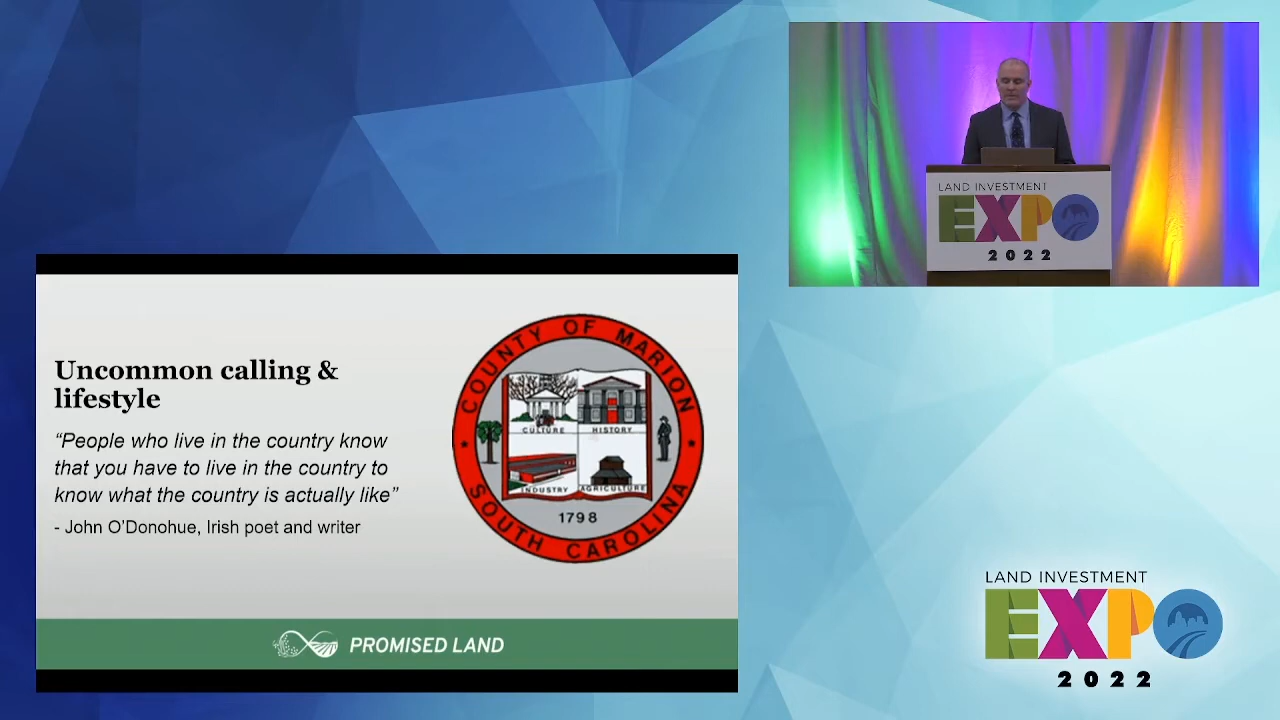 LAND INVESTMENT
EXPO
2022
Uncommon calling &
lifestyle
“People who live in the country know
that you have to live in the country to
know what the country is actually like”
- John O’Donohue, Irish poet and writer
COUNTY OF MARION
CULTURE HISTORY
INDUSTRY AGRICULTURE
1798
SOUTH CAROLINA
PROMISED LAND
LAND INVESTMENT
EXPO
2022